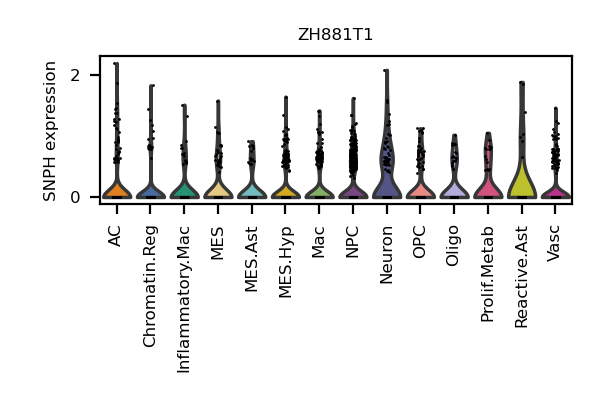 ZH881T1
SNPH expression
2
0
AC
Chromatin.Reg
Inflammatory.Mac
MES
MES.Ast
MES.Hyp
Mac
NPC
Neuron
OPC
Oligo
Prolif.Metab
Reactive.Ast
Vasc